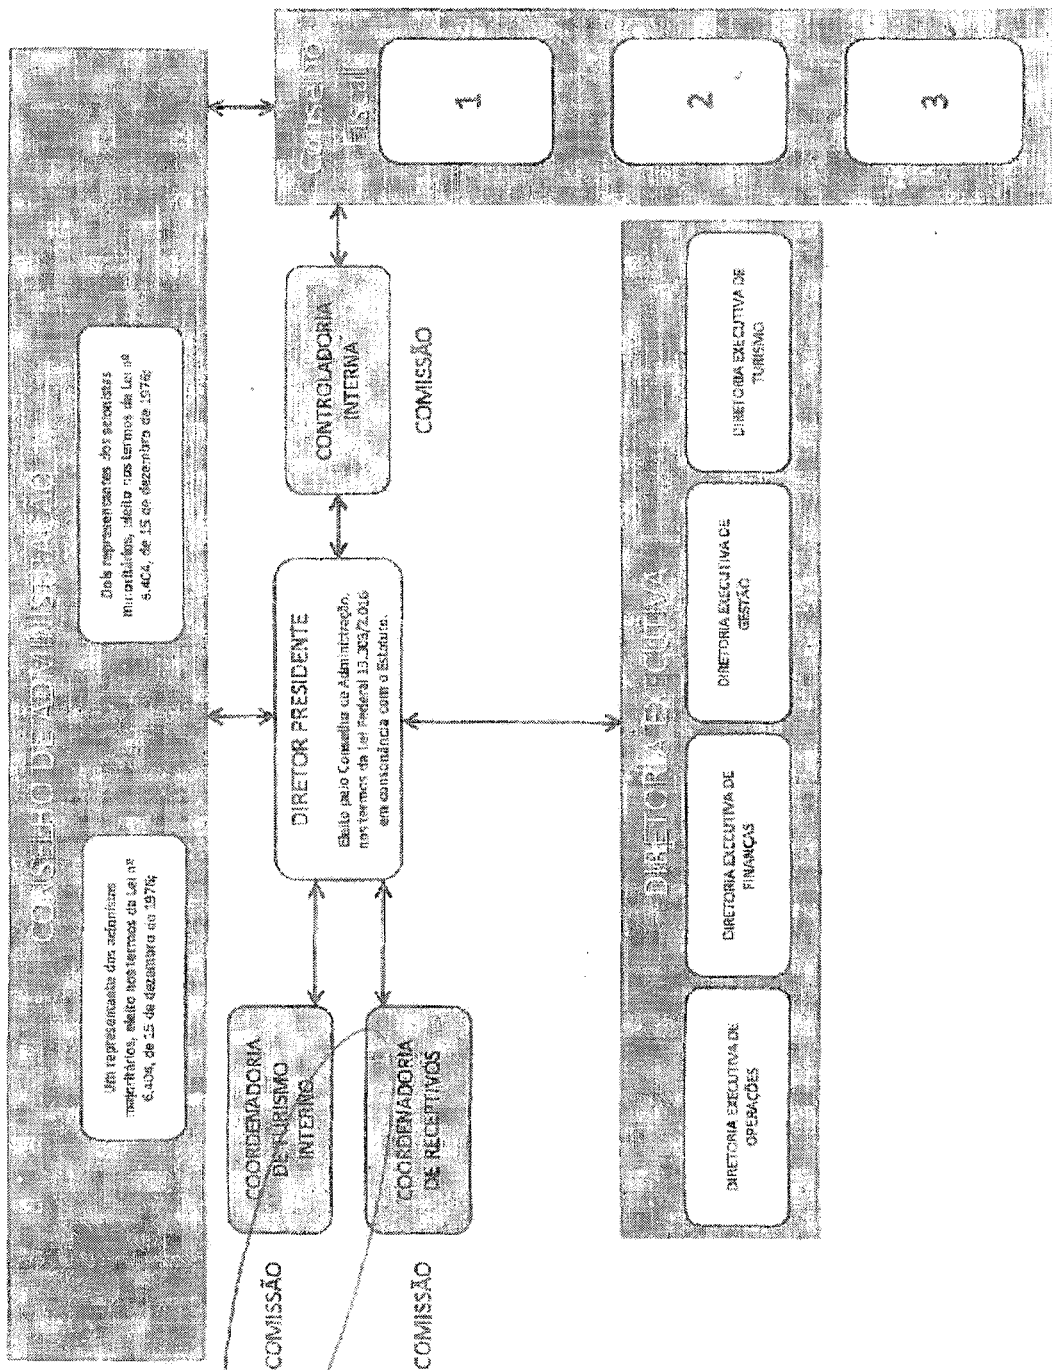 CONSELHO DE ADMINISTRAÇÃO
Um representante dos acionistas
majoritários, eleito nos termos da Lei nº
6.404, de 15 de dezembro de 1976;
Dois representantes dos acionistas
minoritários, eleito nos termos da Lei nº
6.404, de 15 de dezembro de 1976;
COMISSÃO
COORDENADORIA
DE TURISMO
INTERNO
COMISSÃO
COORDENADORIA
DE RECEPTIVOS
DIRETOR PRESIDENTE
Eleito pelo Conselho de Administração,
nos termos da Lei Federal 13.303/2.016
em consonância com o Estatuto.
CONTROLADORIA
INTERNA
COMISSÃO
Conselho
Fiscal
1
2
3
DIRETORIA EXECUTIVA
DIRETORIA EXECUTIVA DE
OPERAÇÕES
DIRETORIA EXECUTIVA DE
FINANÇAS
DIRETORIA EXECUTIVA DE
GESTÃO
DIRETORIA EXECUTIVA DE
TURISMO